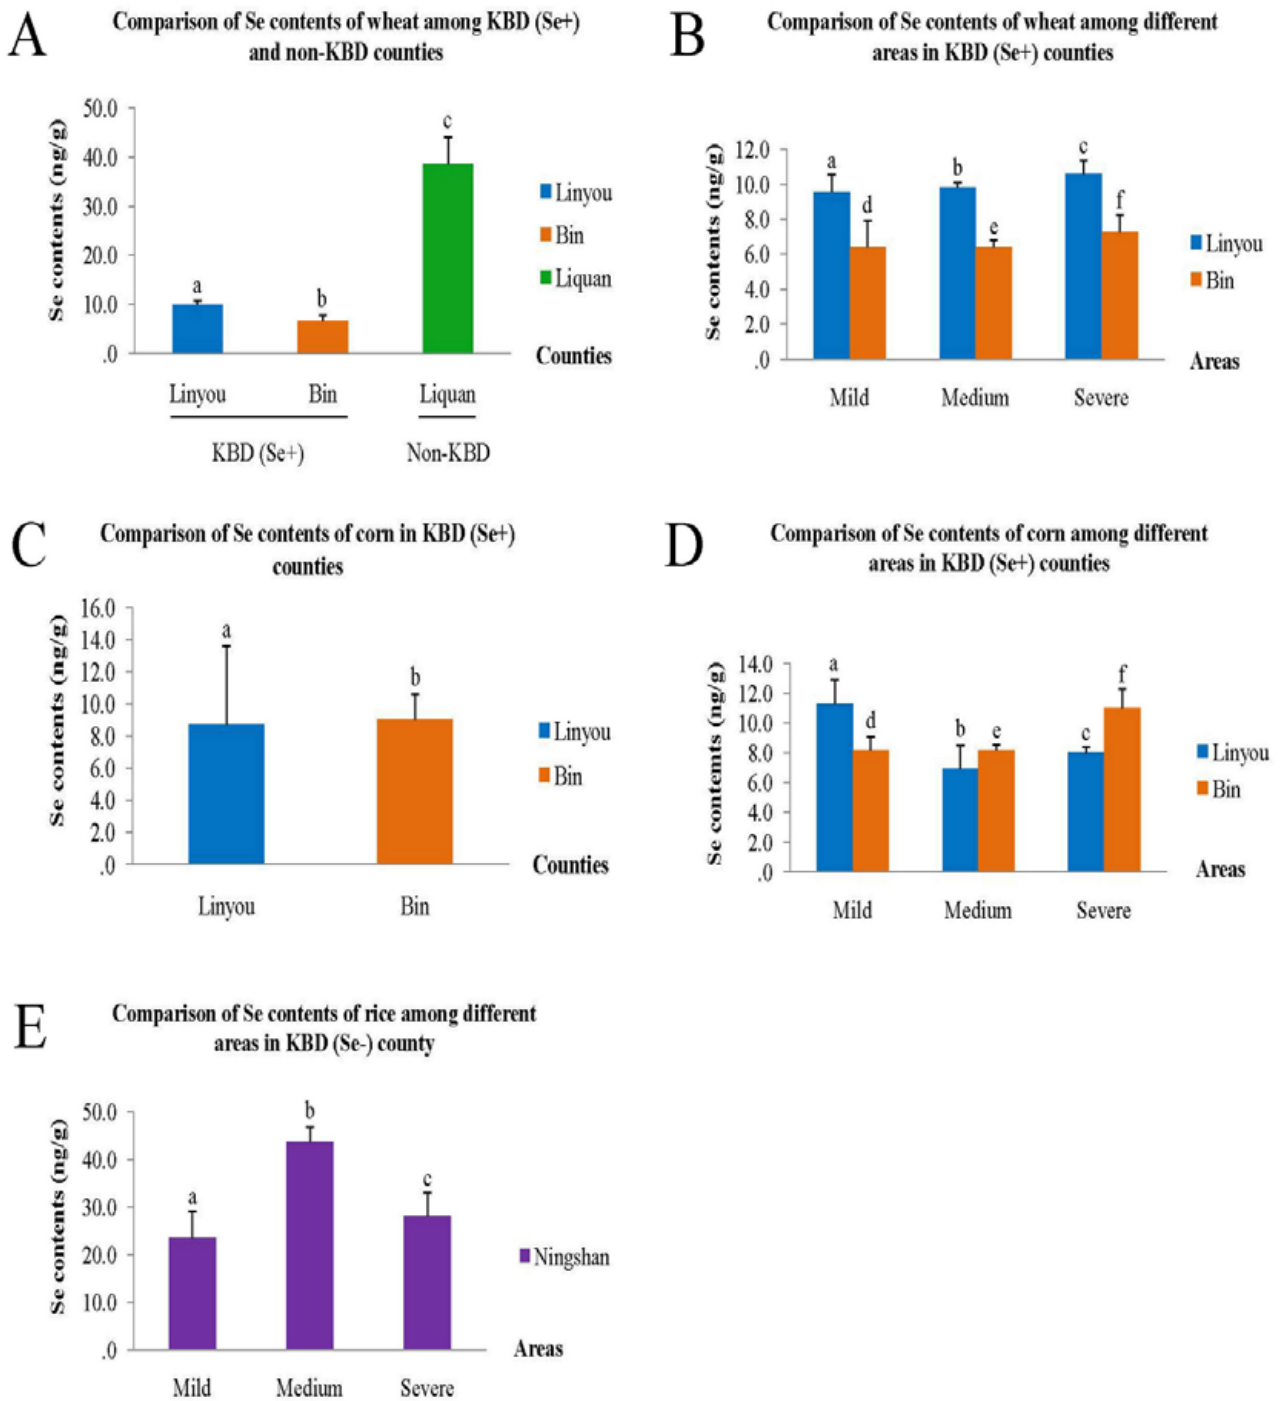 A
Comparison of Se contents of wheat among KBD (Se+)
and non-KBD counties
Se contents (ng/g)
50.0
40.0
30.0
20.0
10.0
.0
a
b
c
Linyou
Bin
Liquan
Counties
Linyou
Bin
Liquan
KBD (Se+)
Non-KBD
B
Comparison of Se contents of wheat among different
areas in KBD (Se+) counties
Se contents (ng/g)
12.0
10.0
8.0
6.0
4.0
2.0
.0
a
d
b
e
c
f
Linyou
Bin
Areas
Mild
Medium
Severe
C
Comparison of Se contents of corn in KBD (Se+)
counties
Se contents (ng/g)
16.0
14.0
12.0
10.0
8.0
6.0
4.0
2.0
.0
a
b
Linyou
Bin
Counties
Linyou
Bin
D
Comparison of Se contents of corn among different
areas in KBD (Se+) counties
Se contemts (ng/g)
14.0
12.0
10.0
8.0
6.0
4.0
2.0
.0
a
d
b
e
c
f
Linyou
Bin
Areas
Mild
Medium
Severe
E
Comparison of Se contents of rice among different
areas in KBD (Se-) county
Se contents (ng/g)
50.0
40.0
30.0
20.0
10.0
.0
a
b
c
Ningshan
Areas
Mild
Medium
Severe